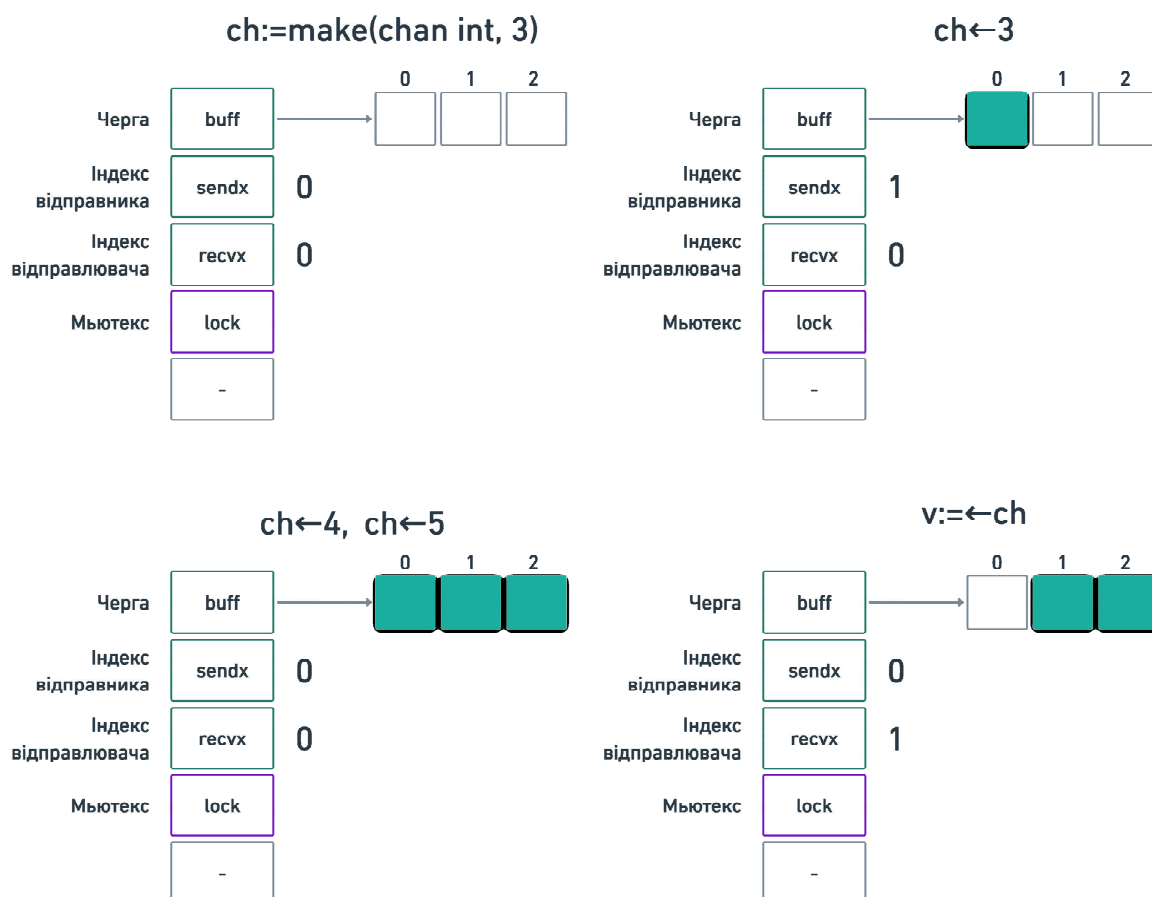 ch:=make(chan int, 3)
0 1 2
Черга buff
Індекс
відправника sendx 0
Індекс
відправлювача recvx 0
Мьютекс lock
-
ch←3
0 1 2
Черга buff
Індекс
відправника sendx 1
Індекс
відправлювача recvx 0
Мьютекс lock
-
ch←4, ch←5
0 1 2
Черга buff
Індекс
відправника sendx 0
Індекс
відправлювача recvx 0
Мьютекс lock
-
v:=←ch
0 1 2
Черга buff
Індекс
відправника sendx 0
Індекс
відправлювача recvx 1
Мьютекс lock
-